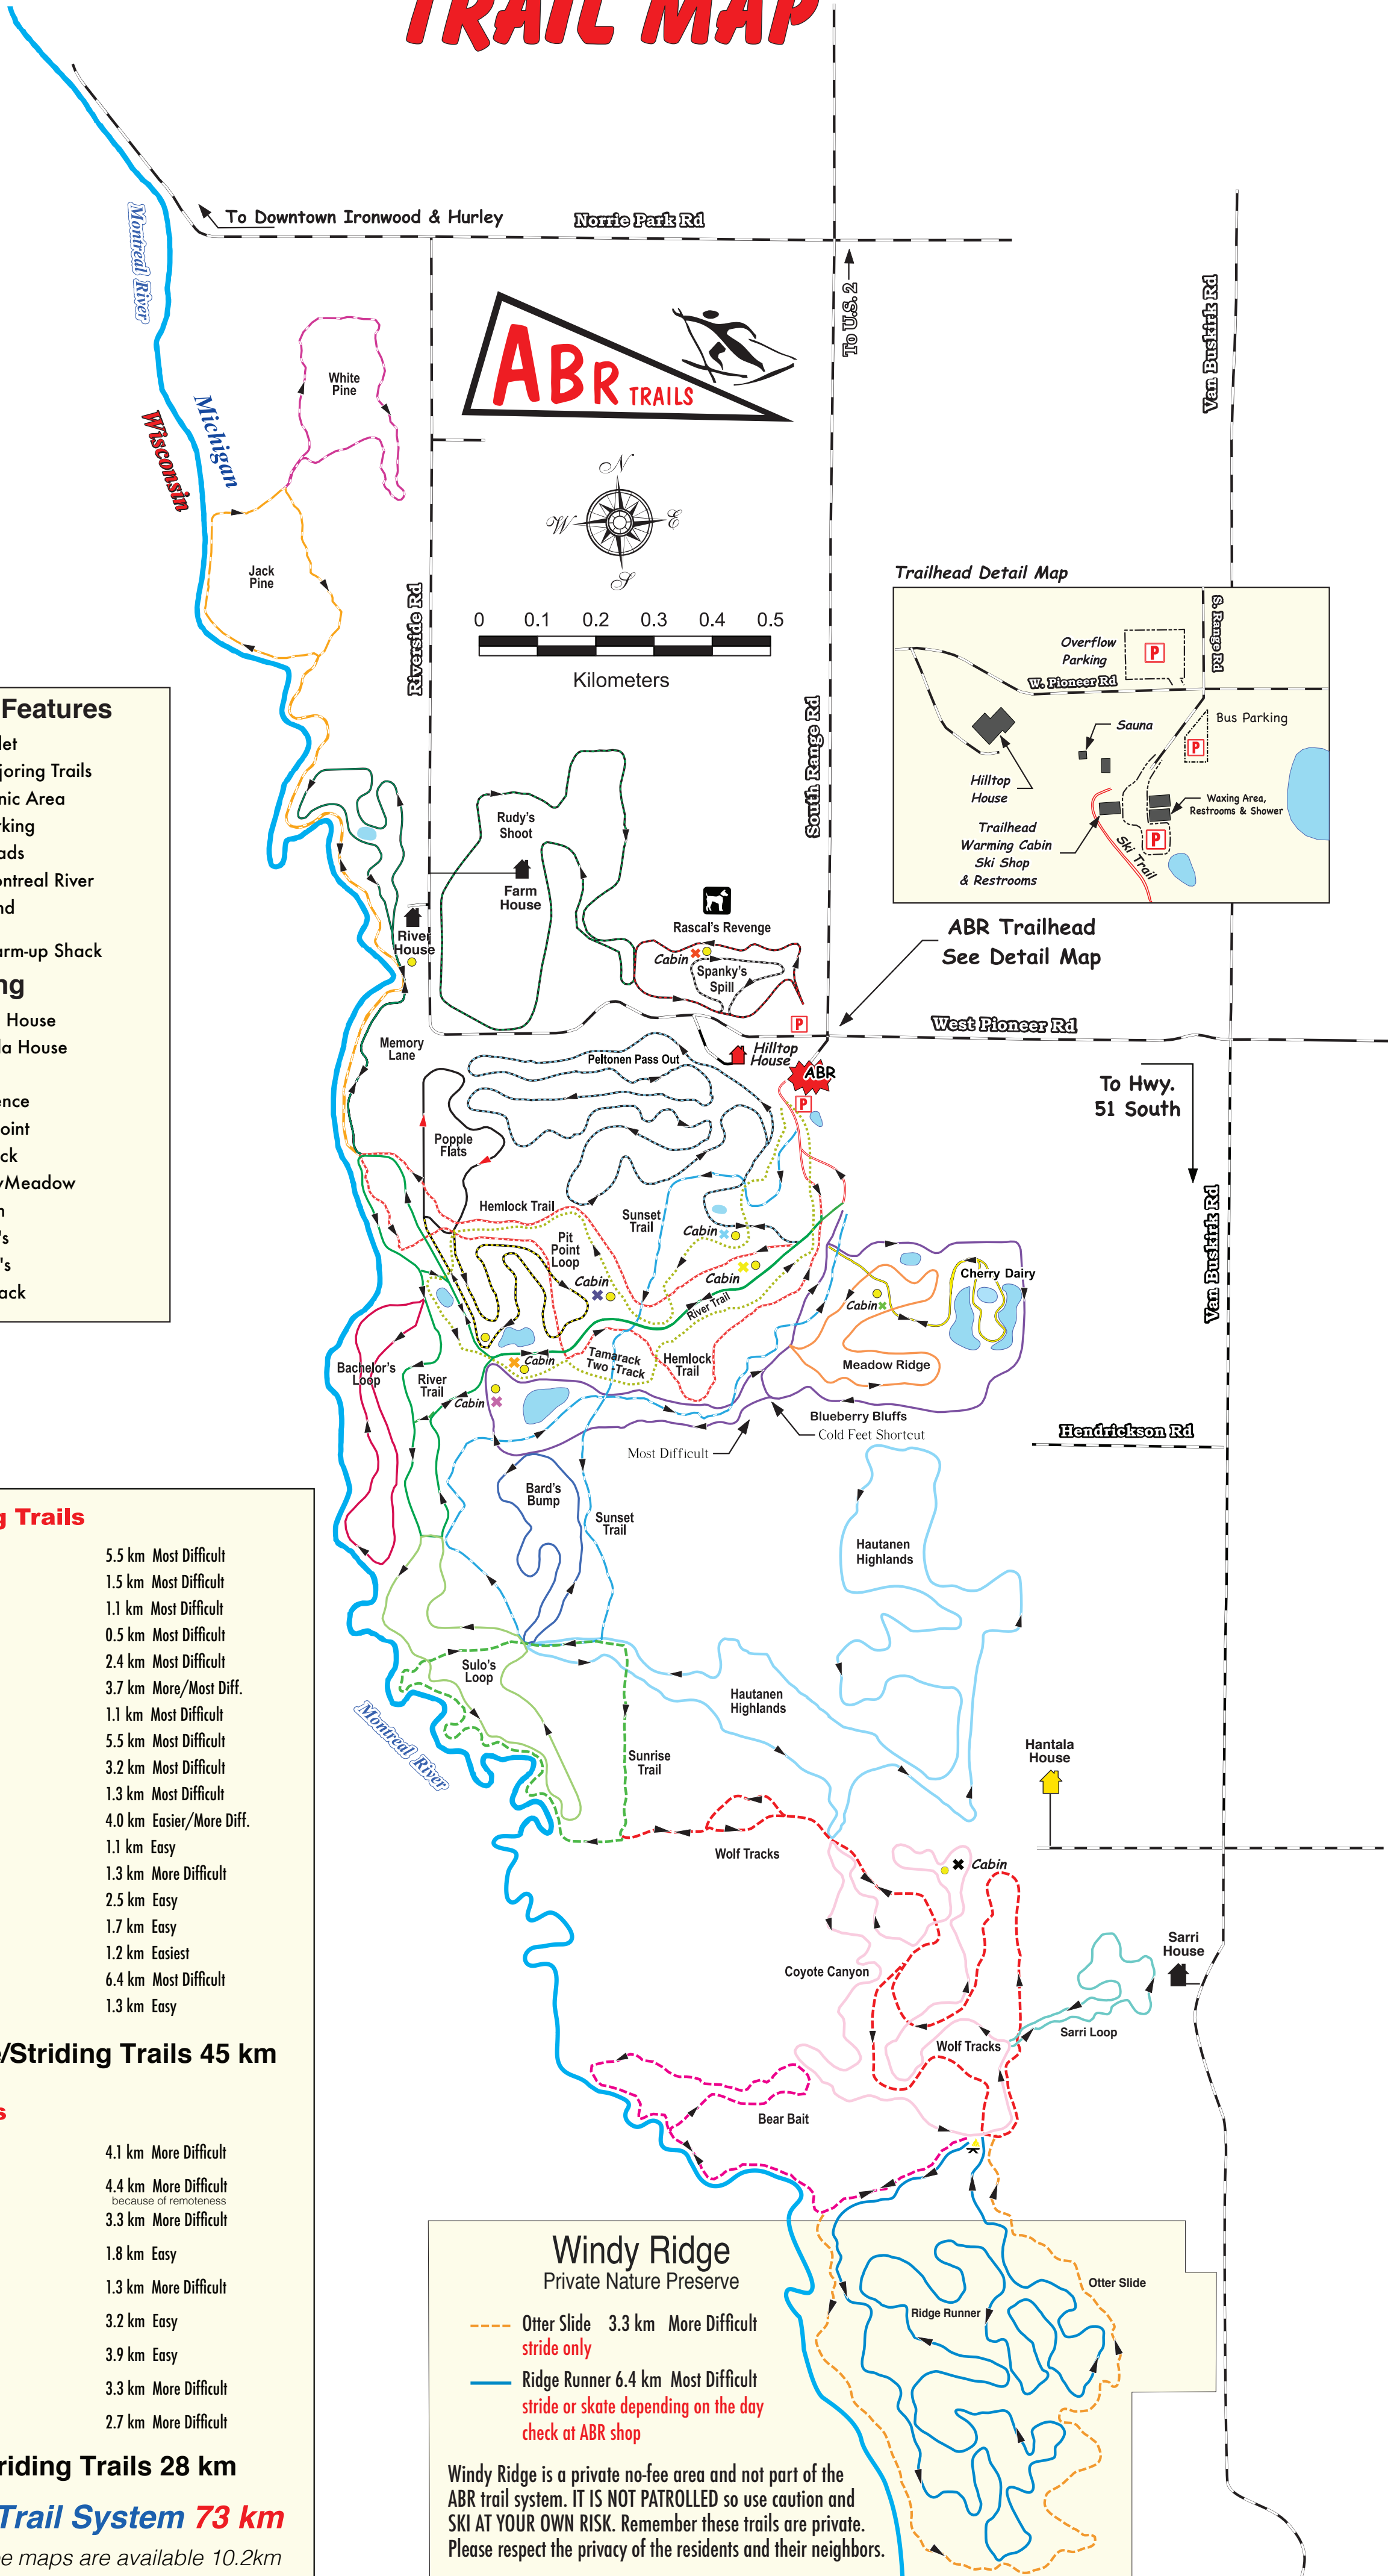 TRAIL MAP
To Downtown Ironwood & Hurley
Norrie Park Rd
Montreal River
To U.S. 2
Van Buskirk Rd
White
Pine
ABR TRAILS
Michigan
Wisconsin
N
W
E
S
Jack
Pine
Riverside Rd
0 0.1 0.2 0.3 0.4 0.5
Kilometers
South Range Rd
Trailhead Detail Map
S. Range Rd
Overflow
Parking
P
W. Pioneer Rd
Bus Parking
P
Sauna
Hilltop
House
Waxing Area,
Restrooms & Shower
Trailhead
Warming Cabin
Ski Shop
& Restrooms
P
Ski Trail
Features
let
joring Trails
nic Area
rking
ads
ontreal River
nd
arm-up Shack
ng
House
la House
ence
oint
ck
yMeadow
n
's
's
ack
Rudy's
Shoot
Farm
House
River
House
Rascal's Revenge
Cabin
Spanky's
Spill
ABR Trailhead
See Detail Map
P
West Pioneer Rd
Memory
Lane
Peltonen Pass Out
Hilltop
House
ABR
P
To Hwy.
51 South
Popple
Flats
Hemlock Trail
Sunset
Trail
Pit
Point
Loop
Cabin
Cabin
Cabin
River Trail
Cherry Dairy
Cabin
Van Buskirk Rd
Tamarack
Two -Track
Hemlock
Trail
Meadow Ridge
Cabin
Bachelor's
Loop
River
Trail
Cabin
Blueberry Bluffs
Cold Feet Shortcut
Most Difficult
Hendrickson Rd
Bard's
Bump
Sunset
Trail
Hautanen
Highlands
g Trails
5.5 km Most Difficult
1.5 km Most Difficult
1.1 km Most Difficult
0.5 km Most Difficult
2.4 km Most Difficult
3.7 km More/Most Diff.
1.1 km Most Difficult
5.5 km Most Difficult
3.2 km Most Difficult
1.3 km Most Difficult
4.0 km Easier/More Diff.
1.1 km Easy
1.3 km More Difficult
2.5 km Easy
1.7 km Easy
1.2 km Easiest
6.4 km Most Difficult
1.3 km Easy
e/Striding Trails 45 km
s
4.1 km More Difficult
4.4 km More Difficult
because of remoteness
3.3 km More Difficult
1.8 km Easy
1.3 km More Difficult
3.2 km Easy
3.9 km Easy
3.3 km More Difficult
2.7 km More Difficult
riding Trails 28 km
Trail System 73 km
e maps are available 10.2km
Sulo's
Loop
Hautanen
Highlands
Montreal River
Sunrise
Trail
Hantala
House
Wolf Tracks
Cabin
Coyote Canyon
Sarri
House
Sarri Loop
Wolf Tracks
Bear Bait
Windy Ridge
Private Nature Preserve
Otter Slide 3.3 km More Difficult
stride only
Ridge Runner 6.4 km Most Difficult
stride or skate depending on the day
check at ABR shop
Otter Slide
Ridge Runner
Windy Ridge is a private no-fee area and not part of the
ABR trail system. IT IS NOT PATROLLED so use caution and
SKI AT YOUR OWN RISK. Remember these trails are private.
Please respect the privacy of the residents and their neighbors.